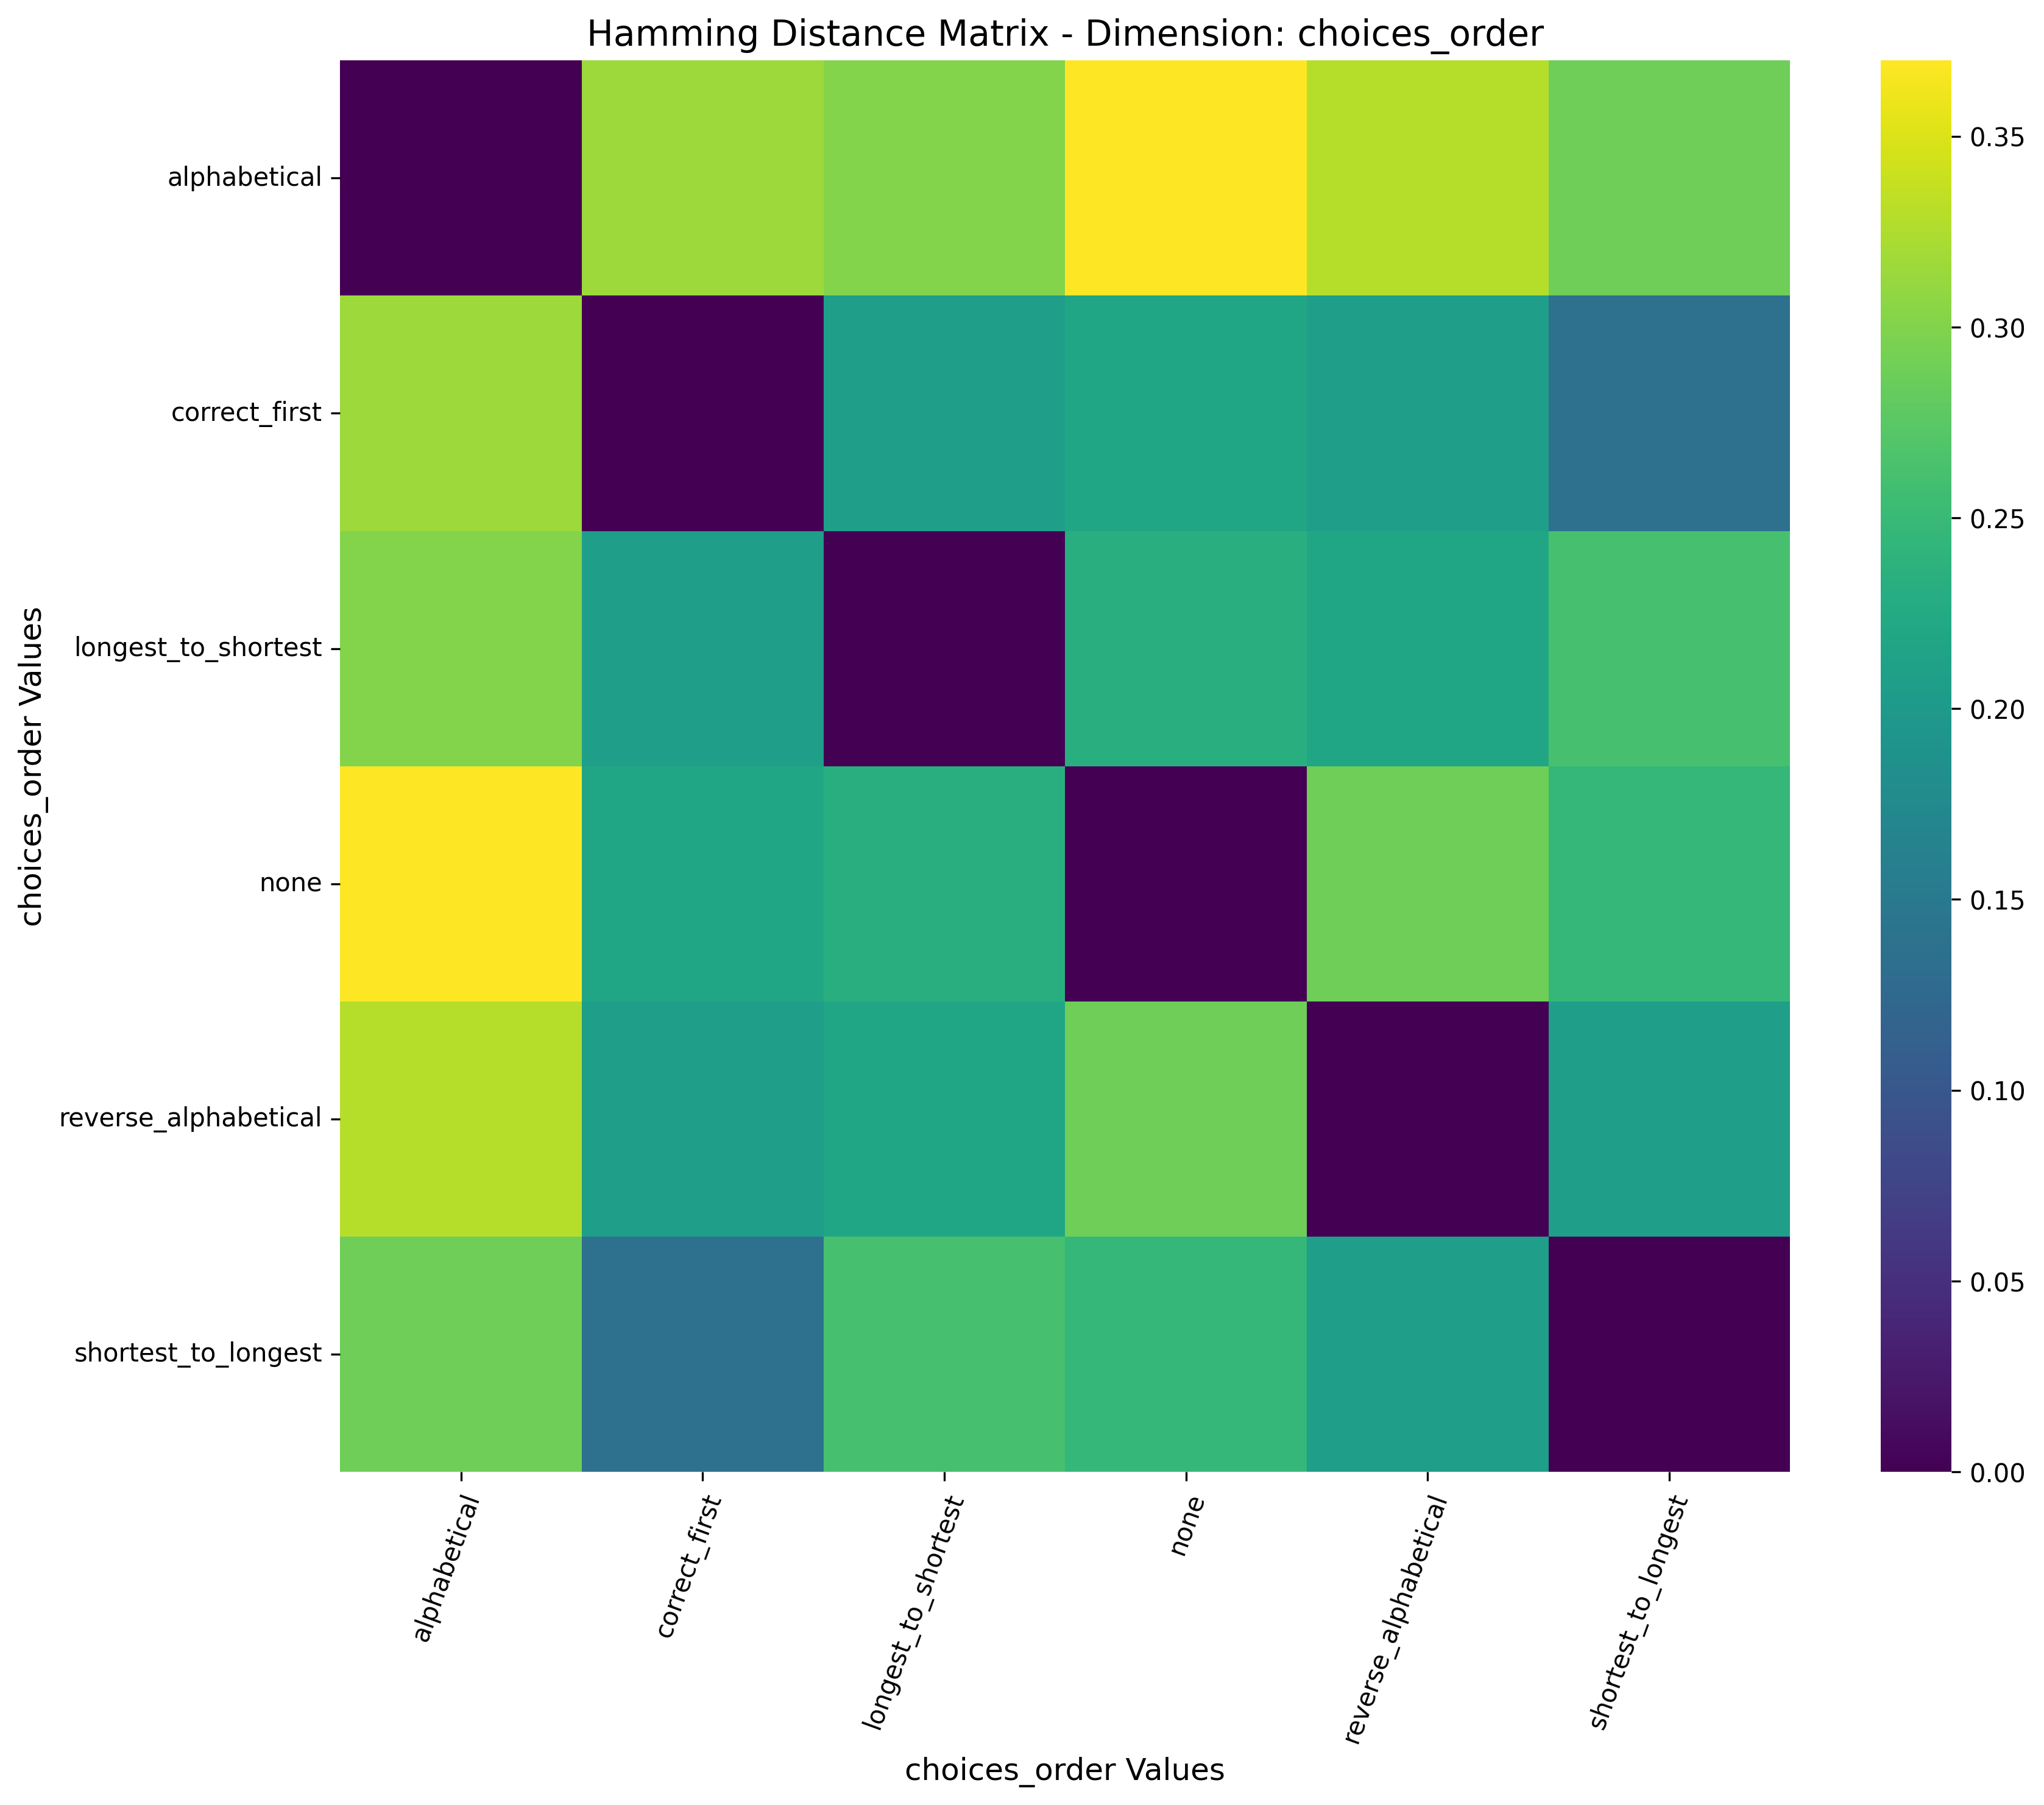 Hamming Distance Matrix - Dimension: choices_order
choices_order Values
alphabetical
correct_first
longest_to_shortest
none
reverse_alphabetical
shortest_to_longest
alphabetical
correct_first
longest_to_shortest
none
reverse_alphabetical
shortest_to_longest
choices_order Values
0.35
0.30
0.25
0.20
0.15
0.10
0.05
0.00